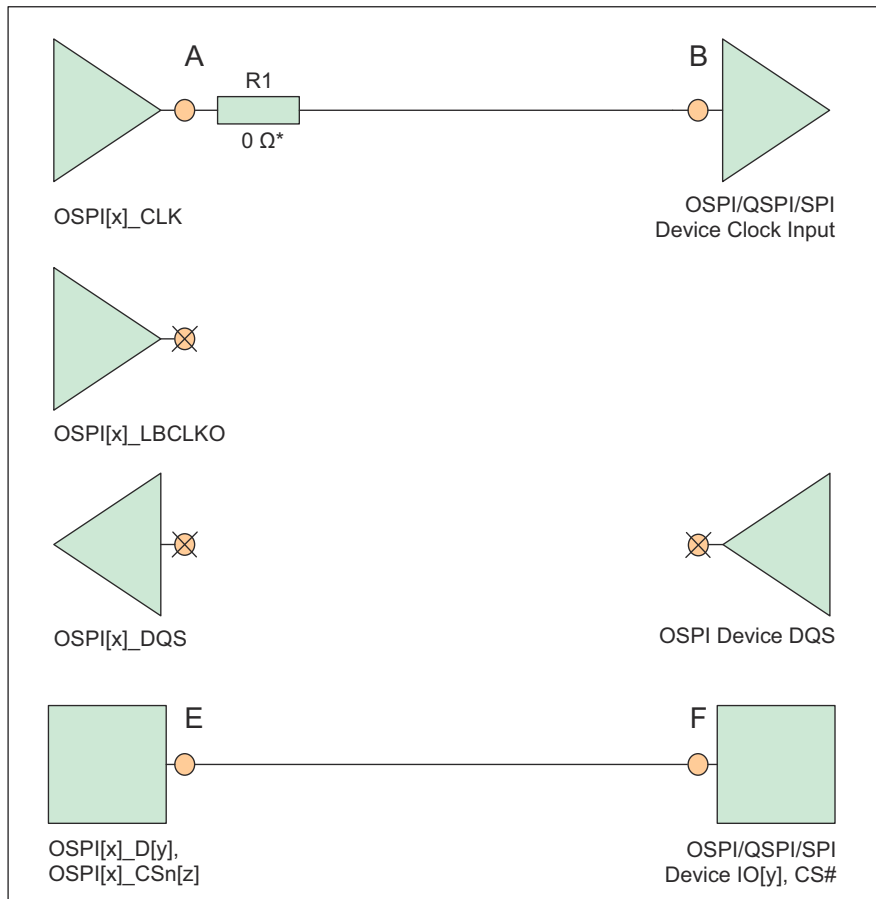 A
B
R1
0 Ω*
OSPI[x]_CLK
OSPI/QSPI/SPI
Device Clock Input
OSPI[x]_LBCLKO
OSPI[x]_DQS
OSPI Device DQS
E
F
OSPI[x]_D[y],
OSPI[x]_CSn[z]
OSPI/QSPI/SPI
Device IO[y], CS#